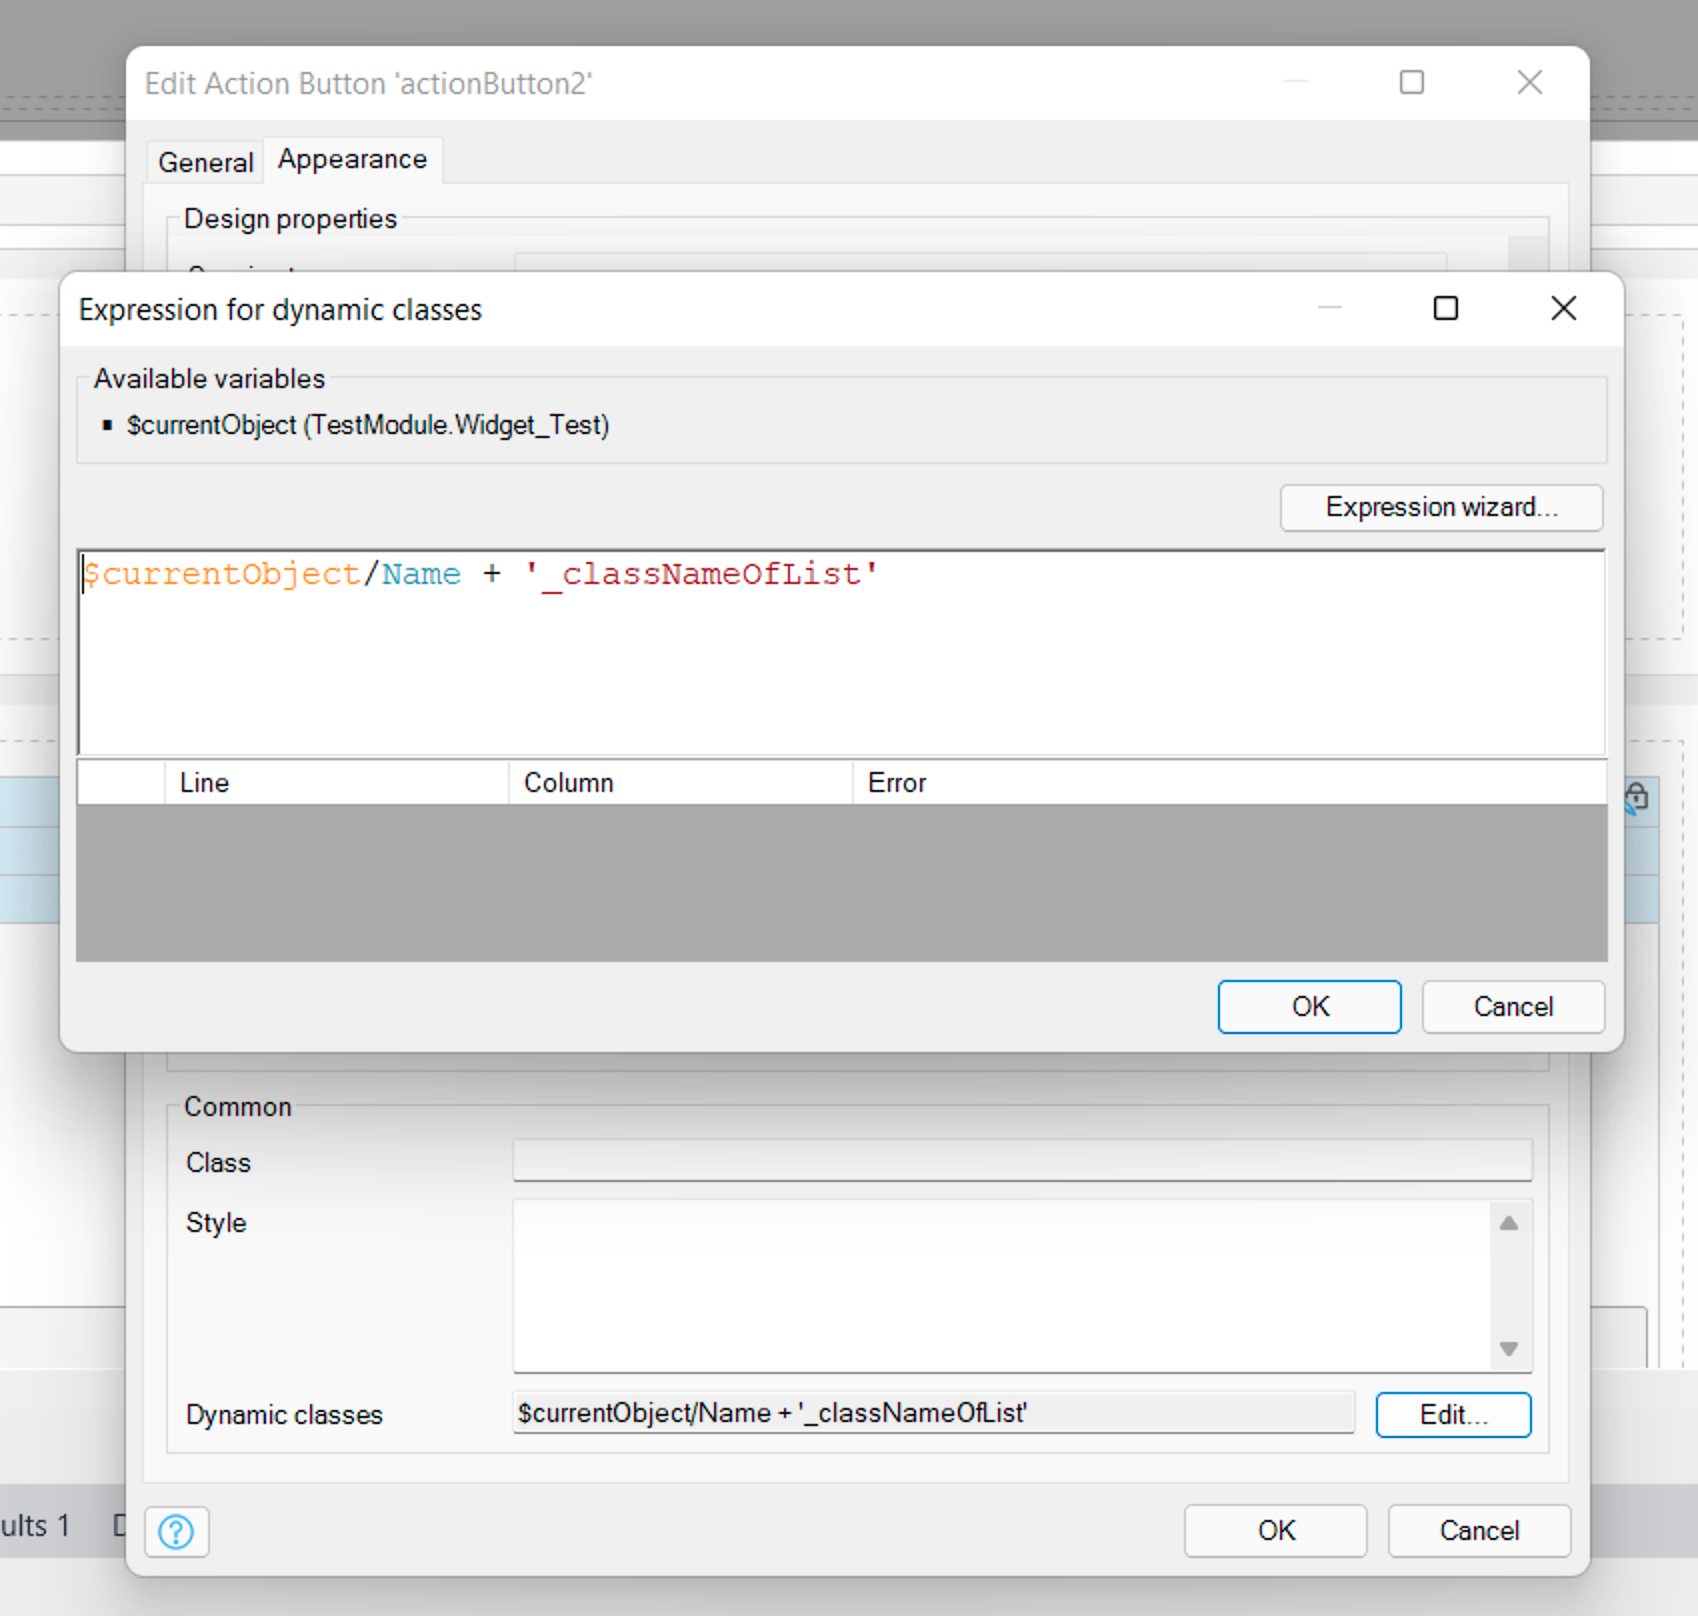 Edit Action Button 'actionButton2'
General Appearance
Design properties
Expression for dynamic classes
Available variables
▪ $currentObject (TestModule.Widget_Test)
Expression wizard...
$currentObject/Name + '_classNameOfList'
Line Column Error
OK Cancel
Common
Class
Style
Dynamic classes $currentObject/Name + '_classNameOfList' Edit...
ults 1
OK Cancel